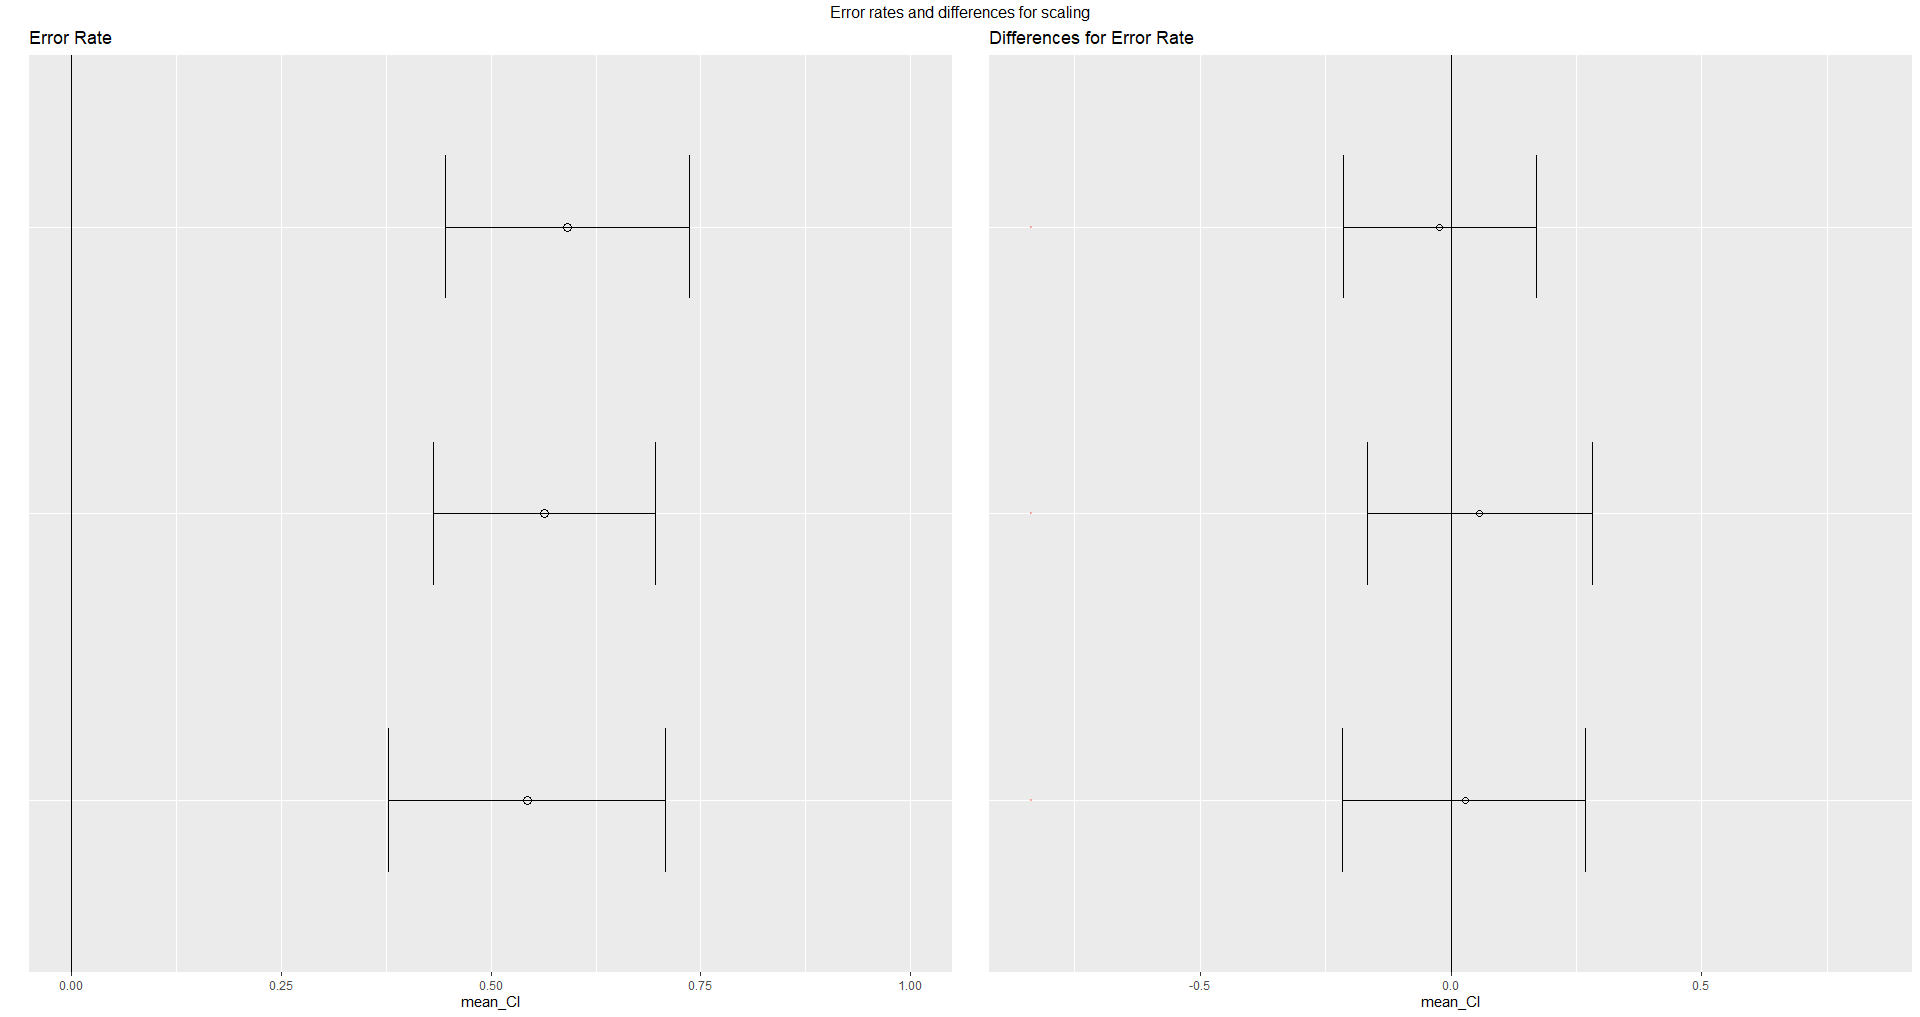 Error rates and differences for scaling
Error Rate
0.00 0.25 0.50 0.75 1.00
mean_CI
Differences for Error Rate
-0.5 0.0 0.5
mean_CI